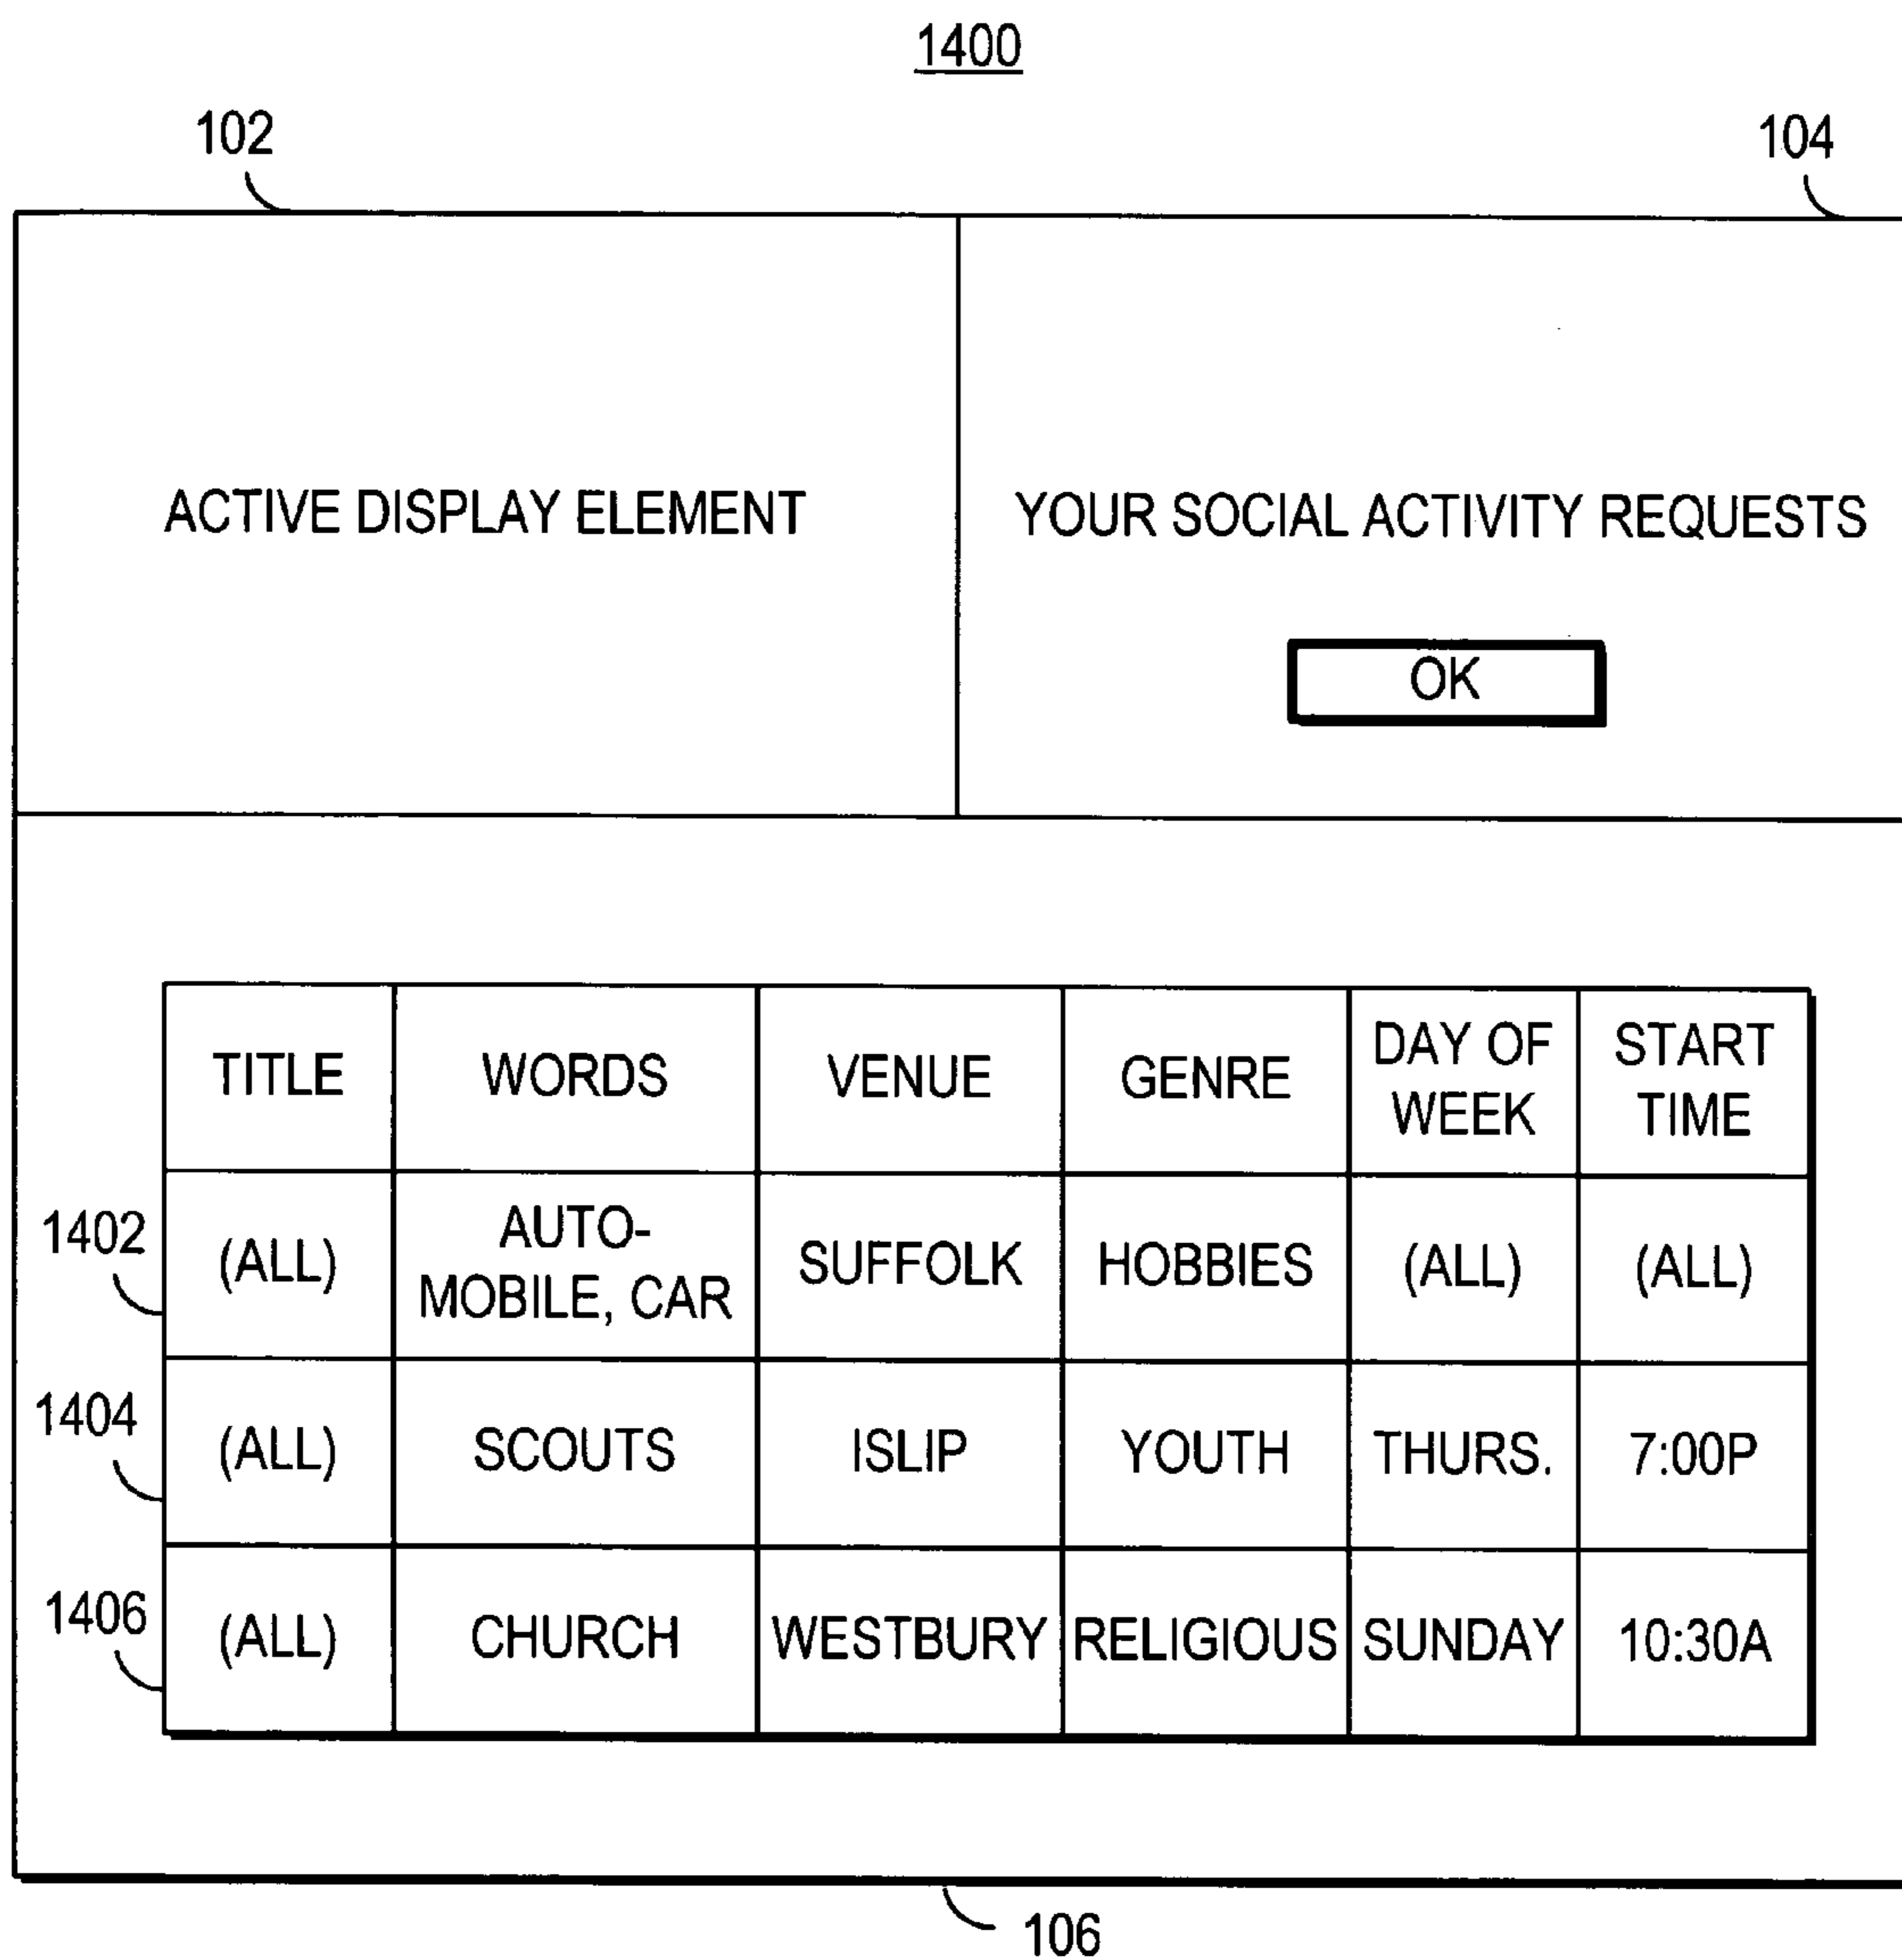 1400
102
104
ACTIVE DISPLAY ELEMENT
YOUR SOCIAL ACTIVITY REQUESTS
OK
TITLE
WORDS
VENUE
GENRE
DAY OF
WEEK
START
TIME
1402
(ALL)
AUTO-
MOBILE, CAR
SUFFOLK
HOBBIES
(ALL)
(ALL)
1404
(ALL)
SCOUTS
ISLIP
YOUTH
THURS.
7:00P
1406
(ALL)
CHURCH
WESTBURY
RELIGIOUS
SUNDAY
10:30A
106